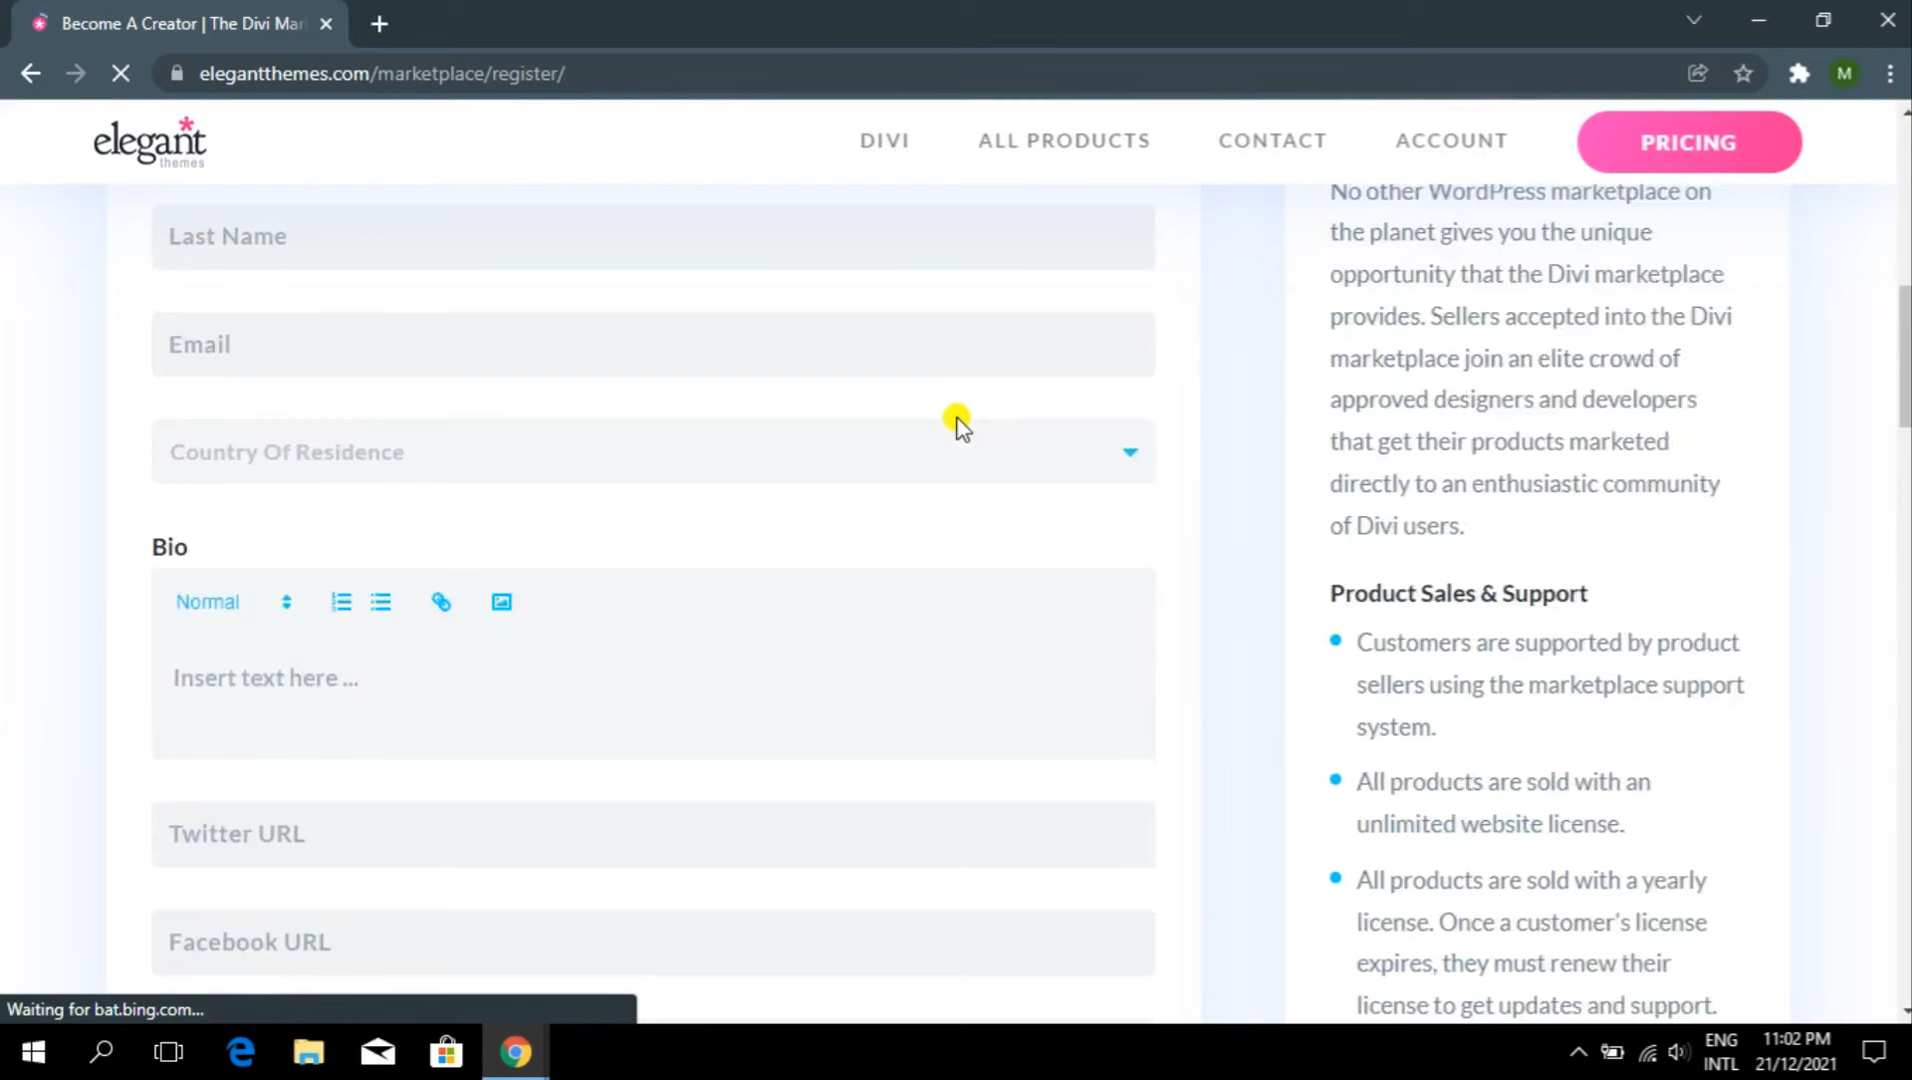 Become A Creator | The Divi Mar
elegantthemes.com/marketplace/register/
M
elegant
themes
DIVI
ALL PRODUCTS
CONTACT
ACCOUNT
PRICING
Last Name
Email
Country Of Residence
Bio
Normal
Insert text here ...
Twitter URL
Facebook URL
No other WordPress marketplace on
the planet gives you the unique
opportunity that the Divi marketplace
provides. Sellers accepted into the Divi
marketplace join an elite crowd of
approved designers and developers
that get their products marketed
directly to an enthusiastic community
of Divi users.
Product Sales & Support
Customers are supported by product
sellers using the marketplace support
system.
All products are sold with an
unlimited website license.
All products are sold with a yearly
license. Once a customer's license
expires, they must renew their
license to get updates and support.
Waiting for bat.bing.com...
ENG
INTL
11:02 PM
21/12/2021